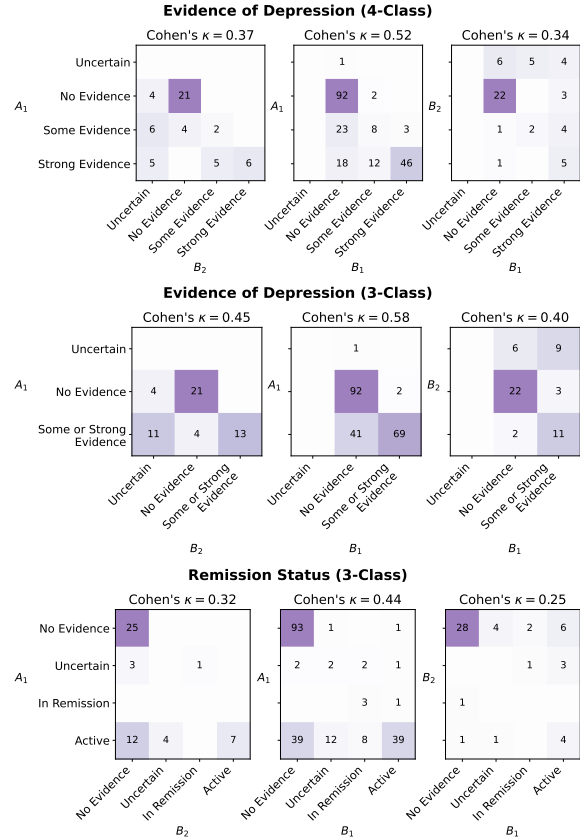 Evidence of Depression (4-Class)
Cohen's κ = 0.37 Cohen's κ = 0.52 Cohen's κ = 0.34
Uncertain 1 6 5 4
A₁ No Evidence 4 21 A₁ 92 2 B₂ 22 3
Some Evidence 6 4 2 23 8 3 1 2 4
Strong Evidence 5 5 6 18 12 46 1 5
Uncertain No Evidence Some Evidence Strong Evidence Uncertain No Evidence Some Evidence Strong Evidence Uncertain No Evidence Some Evidence Strong Evidence
B₂ B₁ B₁
Evidence of Depression (3-Class)
Cohen's κ = 0.45 Cohen's κ = 0.58 Cohen's κ = 0.40
Uncertain 1 6 9
A₁ No Evidence 4 21 A₁ 92 2 B₂ 22 3
Some or Strong
Evidence 11 4 13 41 69 2 11
Uncertain No Evidence Some or Strong Evidence Uncertain No Evidence Some or Strong Evidence Uncertain No Evidence Some or Strong Evidence
B₂ B₁ B₁
Remission Status (3-Class)
Cohen's κ = 0.32 Cohen's κ = 0.44 Cohen's κ = 0.25
No Evidence 25 93 1 1 28 4 2 6
A₁ Uncertain 3 1 A₁ 2 2 2 1 B₂ 1 3
In Remission 3 1 1
Active 12 4 7 39 12 8 39 1 1 4
No Evidence Uncertain In Remission Active No Evidence Uncertain In Remission Active No Evidence Uncertain In Remission Active
B₂ B₁ B₁